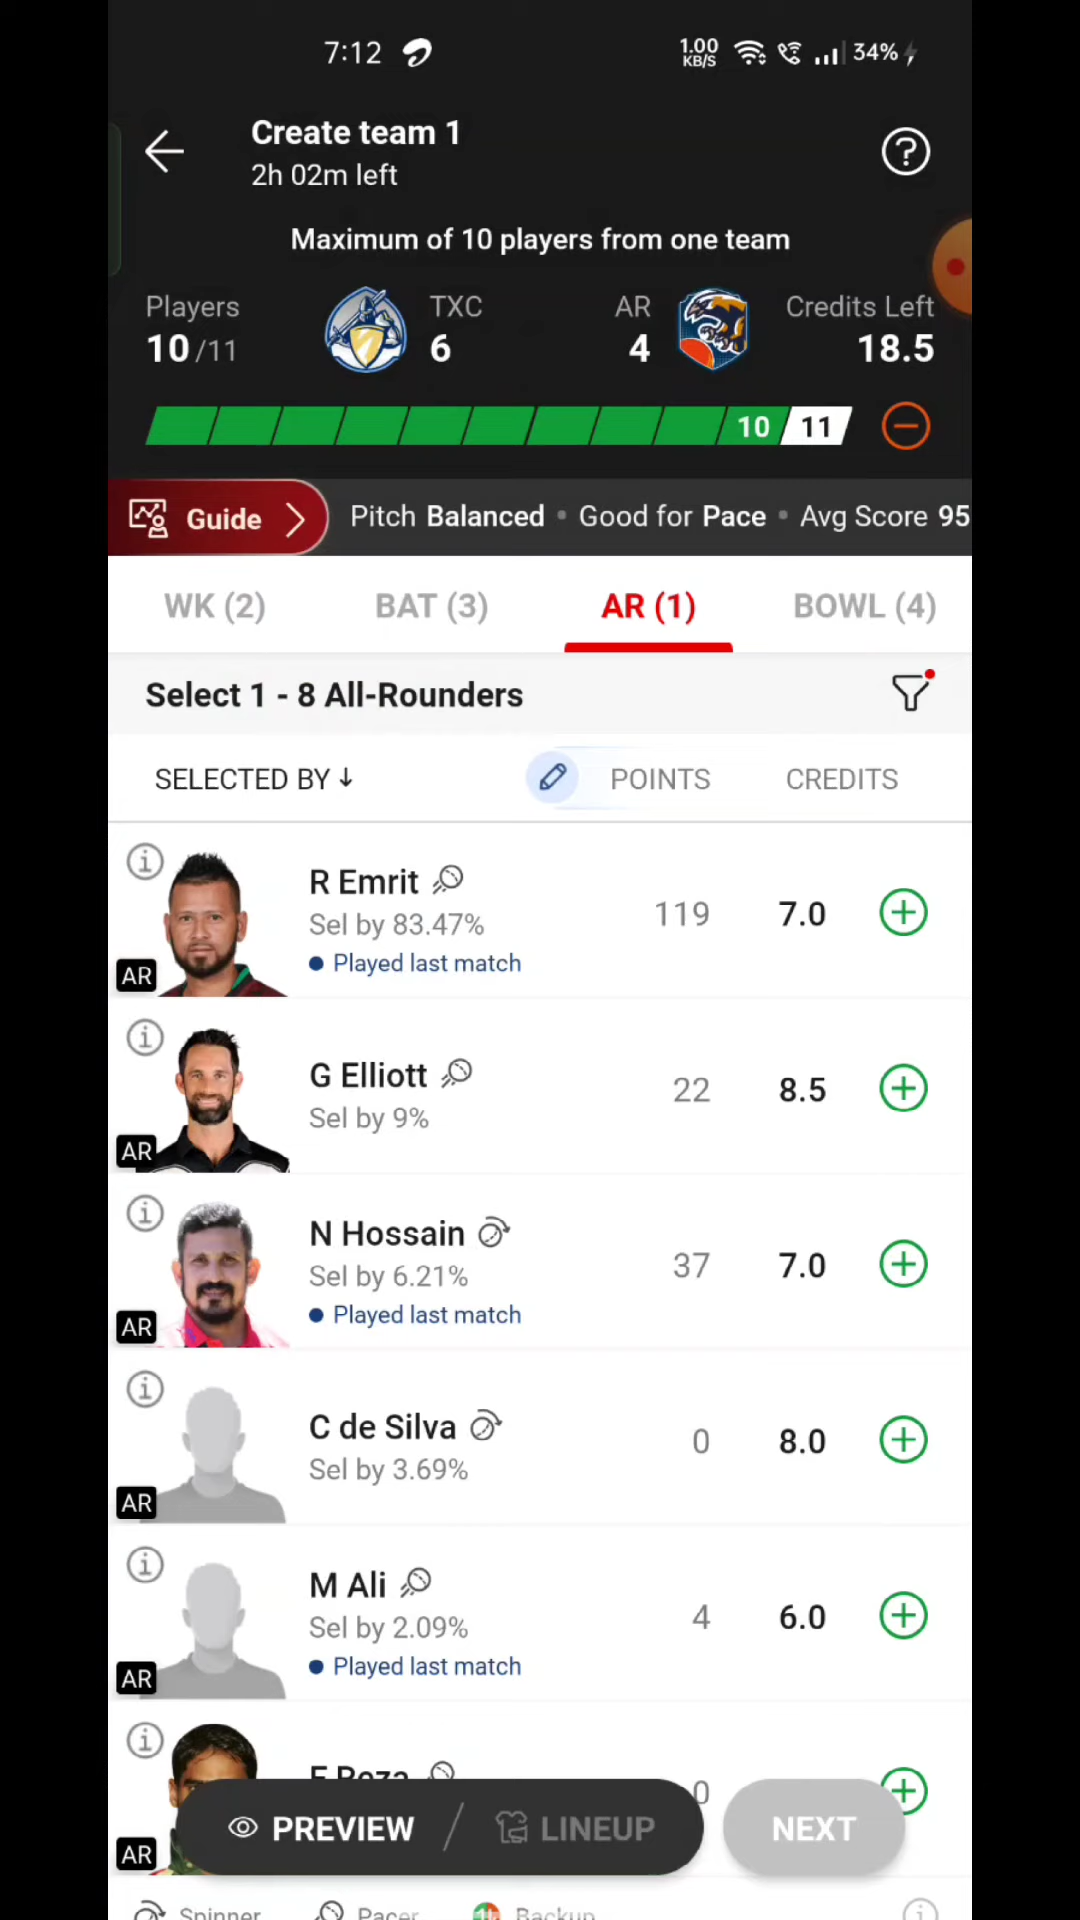 7:12
1.00 KB/S
34%
Create team 1
2h 02m left
Maximum of 10 players from one team
Players TXC AR Credits Left
10/11 6 4 18.5
10 11
Guide Pitch Balanced • Good for Pace • Avg Score 95
WK (2) BAT (3) AR (1) BOWL (4)
Select 1 - 8 All-Rounders
SELECTED BY ↓ POINTS CREDITS
R Emrit
Sel by 83.47% 119 7.0
Played last match
AR
G Elliott
Sel by 9% 22 8.5
AR
N Hossain
Sel by 6.21% 37 7.0
Played last match
AR
C de Silva
Sel by 3.69% 0 8.0
AR
M Ali
Sel by 2.09% 4 6.0
Played last match
AR
0
PREVIEW / LINEUP NEXT
AR
Spinner Pacer Backup